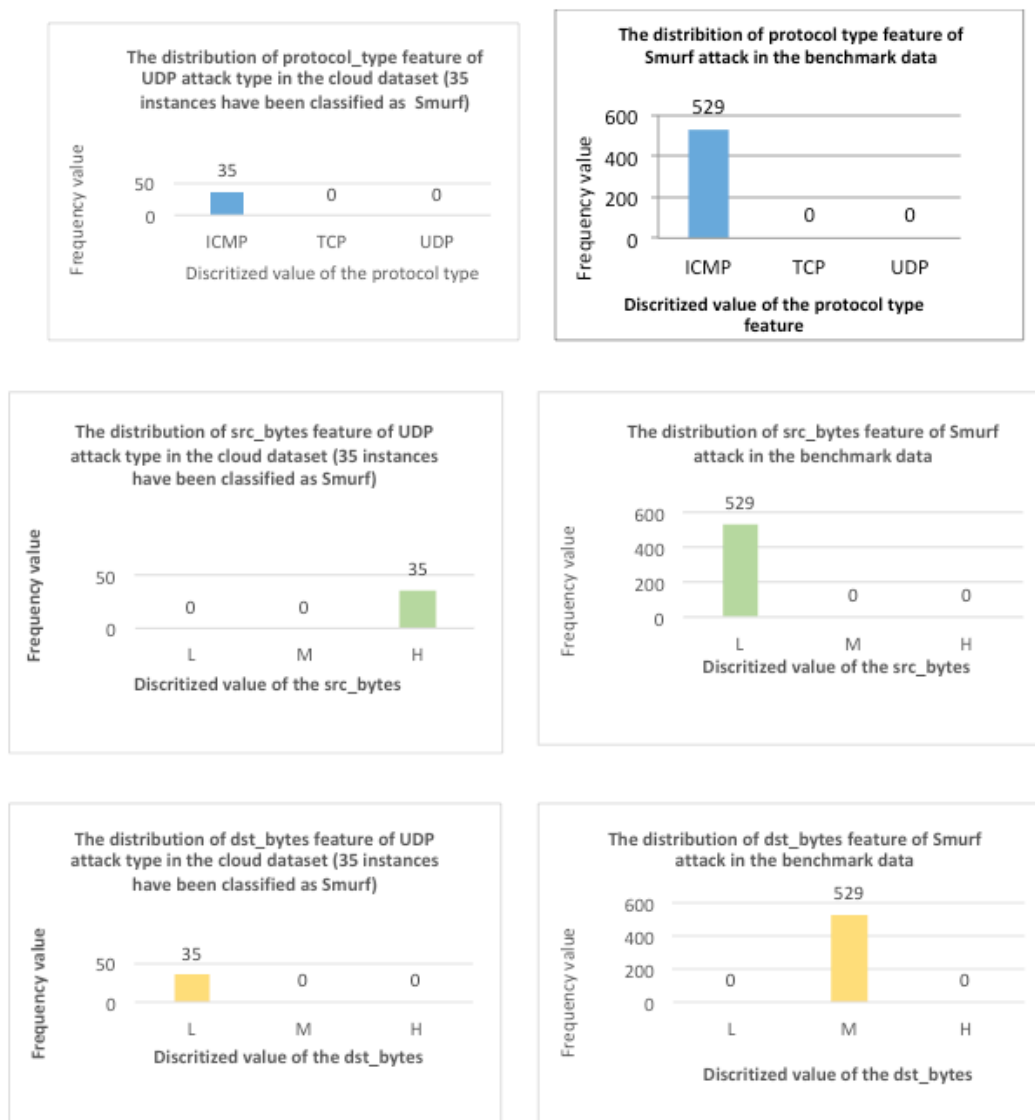 The distribution of protocol_type feature of
UDP attack type in the cloud dataset (35
instances have been classified as Smurf)
Frequency value
35
0
0
50
0
ICMP
TCP
UDP
Discritized value of the protocol type
The distribition of protocol type feature of
Smurf attack in the benchmark data
Frequency value
529
600
400
200
0
0
0
ICMP
TCP
UDP
Discritized value of the protocol type
feature
The distribution of src_bytes feature of UDP
attack type in the cloud dataset (35 instances
have been classified as Smurf)
Frequency value
50
0
0
0
35
L
M
H
Discritized value of the src_bytes
The distribution of src_bytes feature of Smurf
attack in the benchmark data
Frequency value
529
600
400
200
0
0
0
L
M
H
Discritized value of the src_bytes
The distribution of dst_bytes feature of UDP
attack type in the cloud dataset (35 instances
have been classified as Smurf)
Frequency value
35
0
0
50
0
L
M
H
Discritized value of the dst_bytes
The distribution of dst_bytes feature of Smurf
attack in the benchmark data
Frequency value
529
600
400
200
0
0
0
L
M
H
Discritized value of the dst_bytes